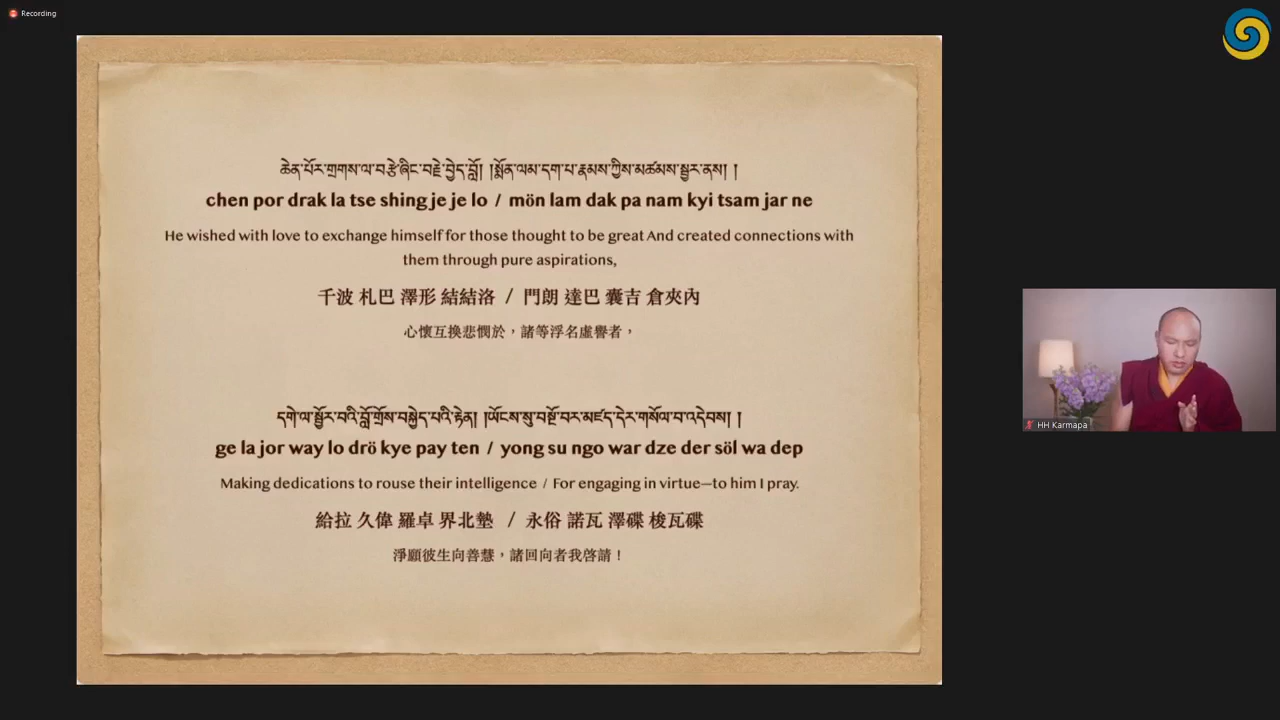 Recording
ཆེན་པོར་གྲགས་ལ་བརྩེ་ཞིང་བརྗེ་བྱེད་བློ། །སྨོན་ལམ་དག་པ་རྣམས་ཀྱིས་མཚམས་སྦྱར་ནས། །
chen por drak la tse shing je je lo / mön lam dak pa nam kyi tsam jar ne
He wished with love to exchange himself for those thought to be great And created connections with
them through pure aspirations,
千波 札巴 澤形 結結洛 / 門朗 達巴 囊吉 倉夾內
心懷互換悲憫於，諸等浮名虛譽者，
དགེ་ལ་སྦྱོར་བའི་བློ་གྲོས་བསྐྱེད་པའི་རྟེན། །ཡོངས་སུ་བསྔོ་བར་མཛད་དེར་གསོལ་བ་འདེབས། །
ge la jor way lo drö kye pay ten / yong su ngo war dze der söl wa dep
Making dedications to rouse their intelligence / For engaging in virtue—to him I pray.
給拉 久偉 羅卓 界北墊 / 永俗 諾瓦 澤碟 梭瓦碟
淨願彼生向善慧，諸回向者我啓請！
HH Karmapa